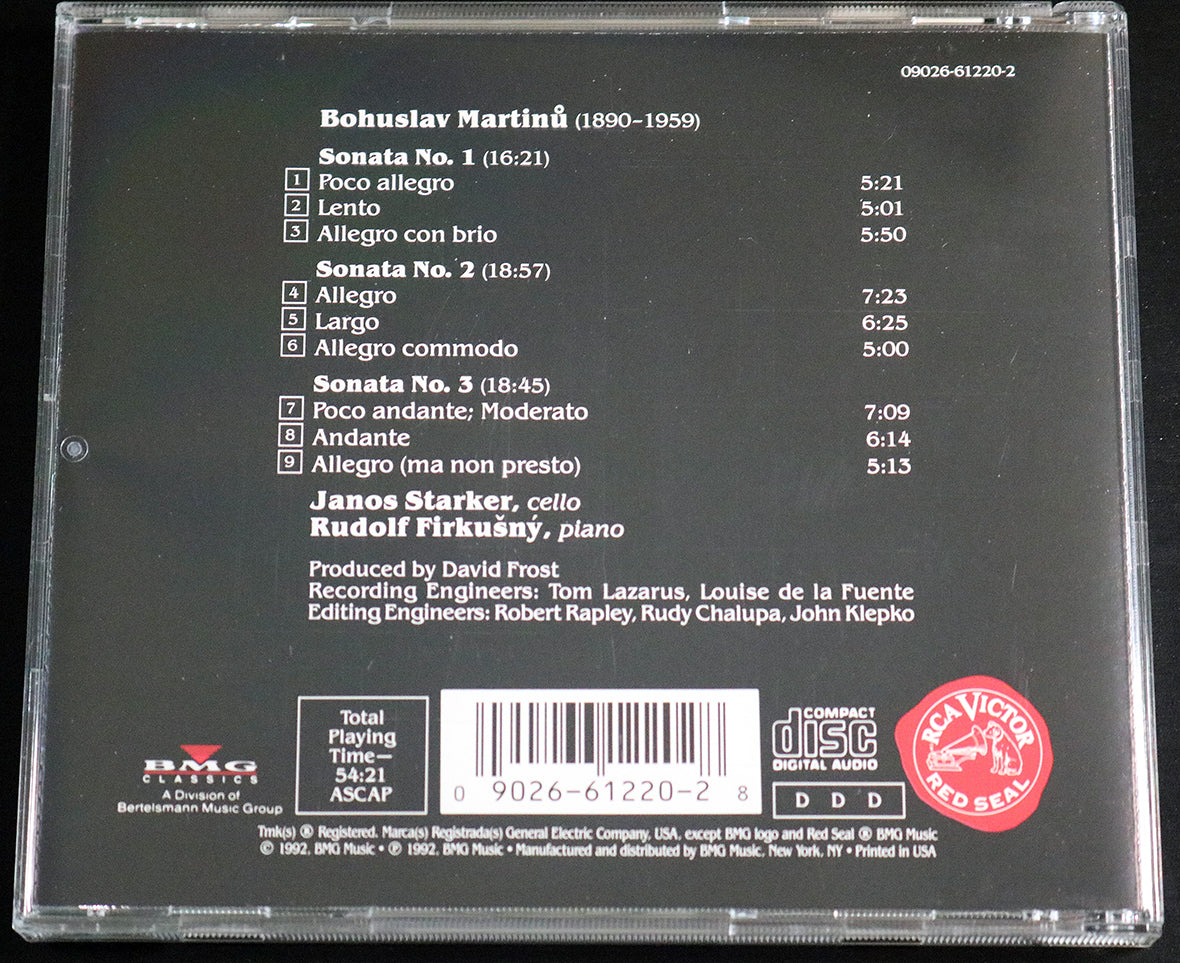 09026-61220-2
Bohuslav Martinů (1890–1959)
Sonata No. 1 (16:21)
1 Poco allegro 5:21
2 Lento 5:01
3 Allegro con brio 5:50
Sonata No. 2 (18:57)
4 Allegro 7:23
5 Largo 6:25
6 Allegro commodo 5:00
Sonata No. 3 (18:45)
7 Poco andante; Moderato 7:09
8 Andante 6:14
9 Allegro (ma non presto) 5:13
Janos Starker, cello
Rudolf Firkušný, piano
Produced by David Frost
Recording Engineers: Tom Lazarus, Louise de la Fuente
Editing Engineers: Robert Rapley, Rudy Chalupa, John Klepko
BMG
CLASSICS
A Division of
Bertelsmann Music Group
Total
Playing
Time—
54:21
ASCAP
0 9026-61220-2 8
COMPACT
disc
DIGITAL AUDIO
D D D
RCA VICTOR
RED SEAL
Tmk(s) ® Registered. Marca(s) Registrada(s) General Electric Company, USA, except BMG logo and Red Seal ® BMG Music
© 1992, BMG Music • ℗ 1992, BMG Music • Manufactured and distributed by BMG Music, New York, NY • Printed in USA